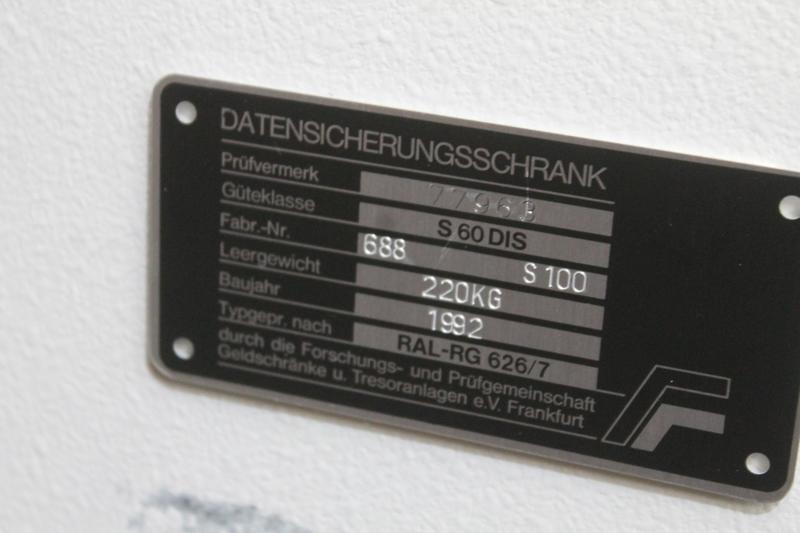 DATENSICHERUNGSSCHRANK
Prüfvermerk 77963
Güteklasse S 60 DIS
Fabr.-Nr. 688 S 100
Leergewicht 220KG
Baujahr 1992
Typgepr. nach RAL-RG 626/7
durch die Forschungs- und Prüfgemeinschaft
Geldschränke u. Tresoranlagen e.V. Frankfurt